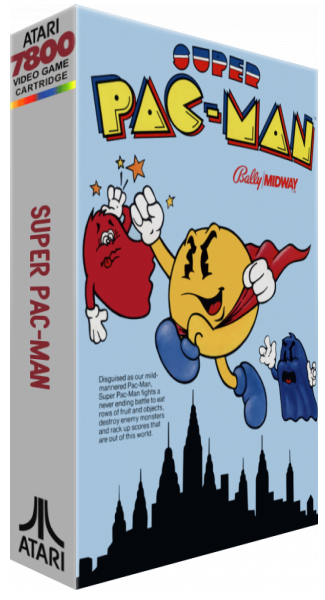 ATARI
7800
VIDEO GAME
CARTRIDGE
SUPER PAC-MAN
ATARI
SUPER
PAC-MAN
Bally MIDWAY
Disguised as our mild-
mannered Pac-Man,
Super Pac-Man fights a
never ending battle to eat
rows of fruit and objects,
destroy enemy monsters
and rack up scores that
are out of this world.